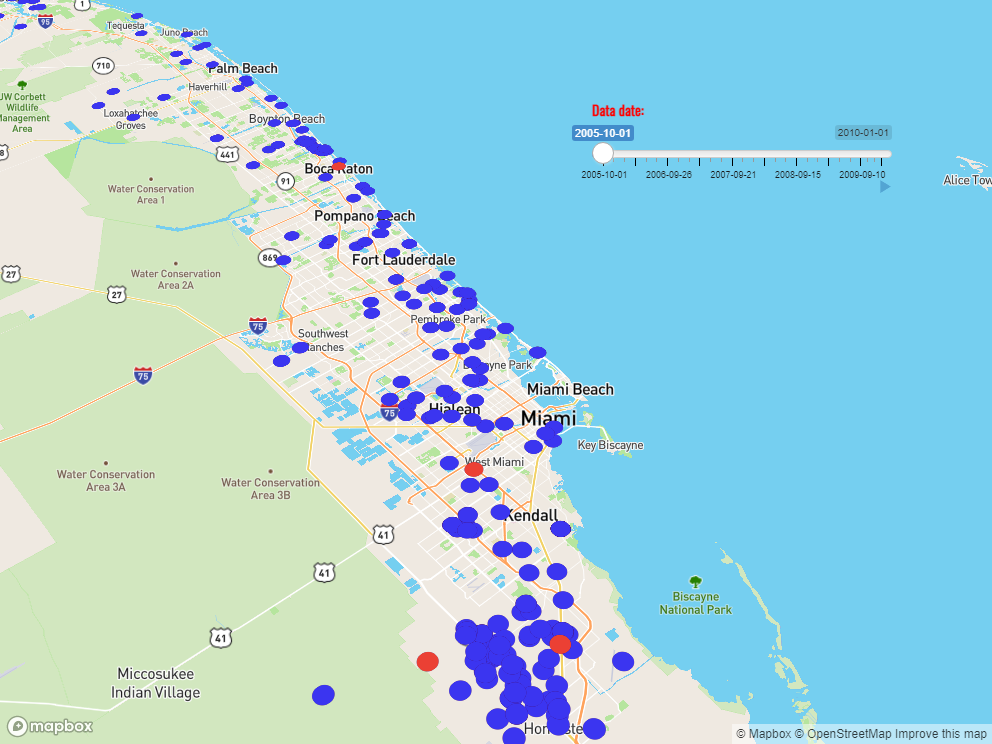 1
95
Tequesta
Juno Beach
710
Palm Beach
Haverhill
JW Corbett
Wildlife
Management
Area
Loxahatchee
Groves
Boynton Beach
Data date:
2005-10-01
2010-01-01
2005-10-01
2006-09-26
2007-09-21
2008-09-15
2009-09-10
8
441
91
Boca Raton
Alice Tow
Water Conservation
Area 1
Pompano Beach
869
Fort Lauderdale
27
Water Conservation
Area 2A
27
75
Pembroke Park
Southwest
Ranches
Biscayne Park
75
Miami Beach
75
Hialeah
Miami
Key Biscayne
West Miami
Water Conservation
Area 3A
Water Conservation
Area 3B
Kendall
41
41
Biscayne
National Park
41
Miccosukee
Indian Village
Homestead
mapbox
© Mapbox © OpenStreetMap Improve this map